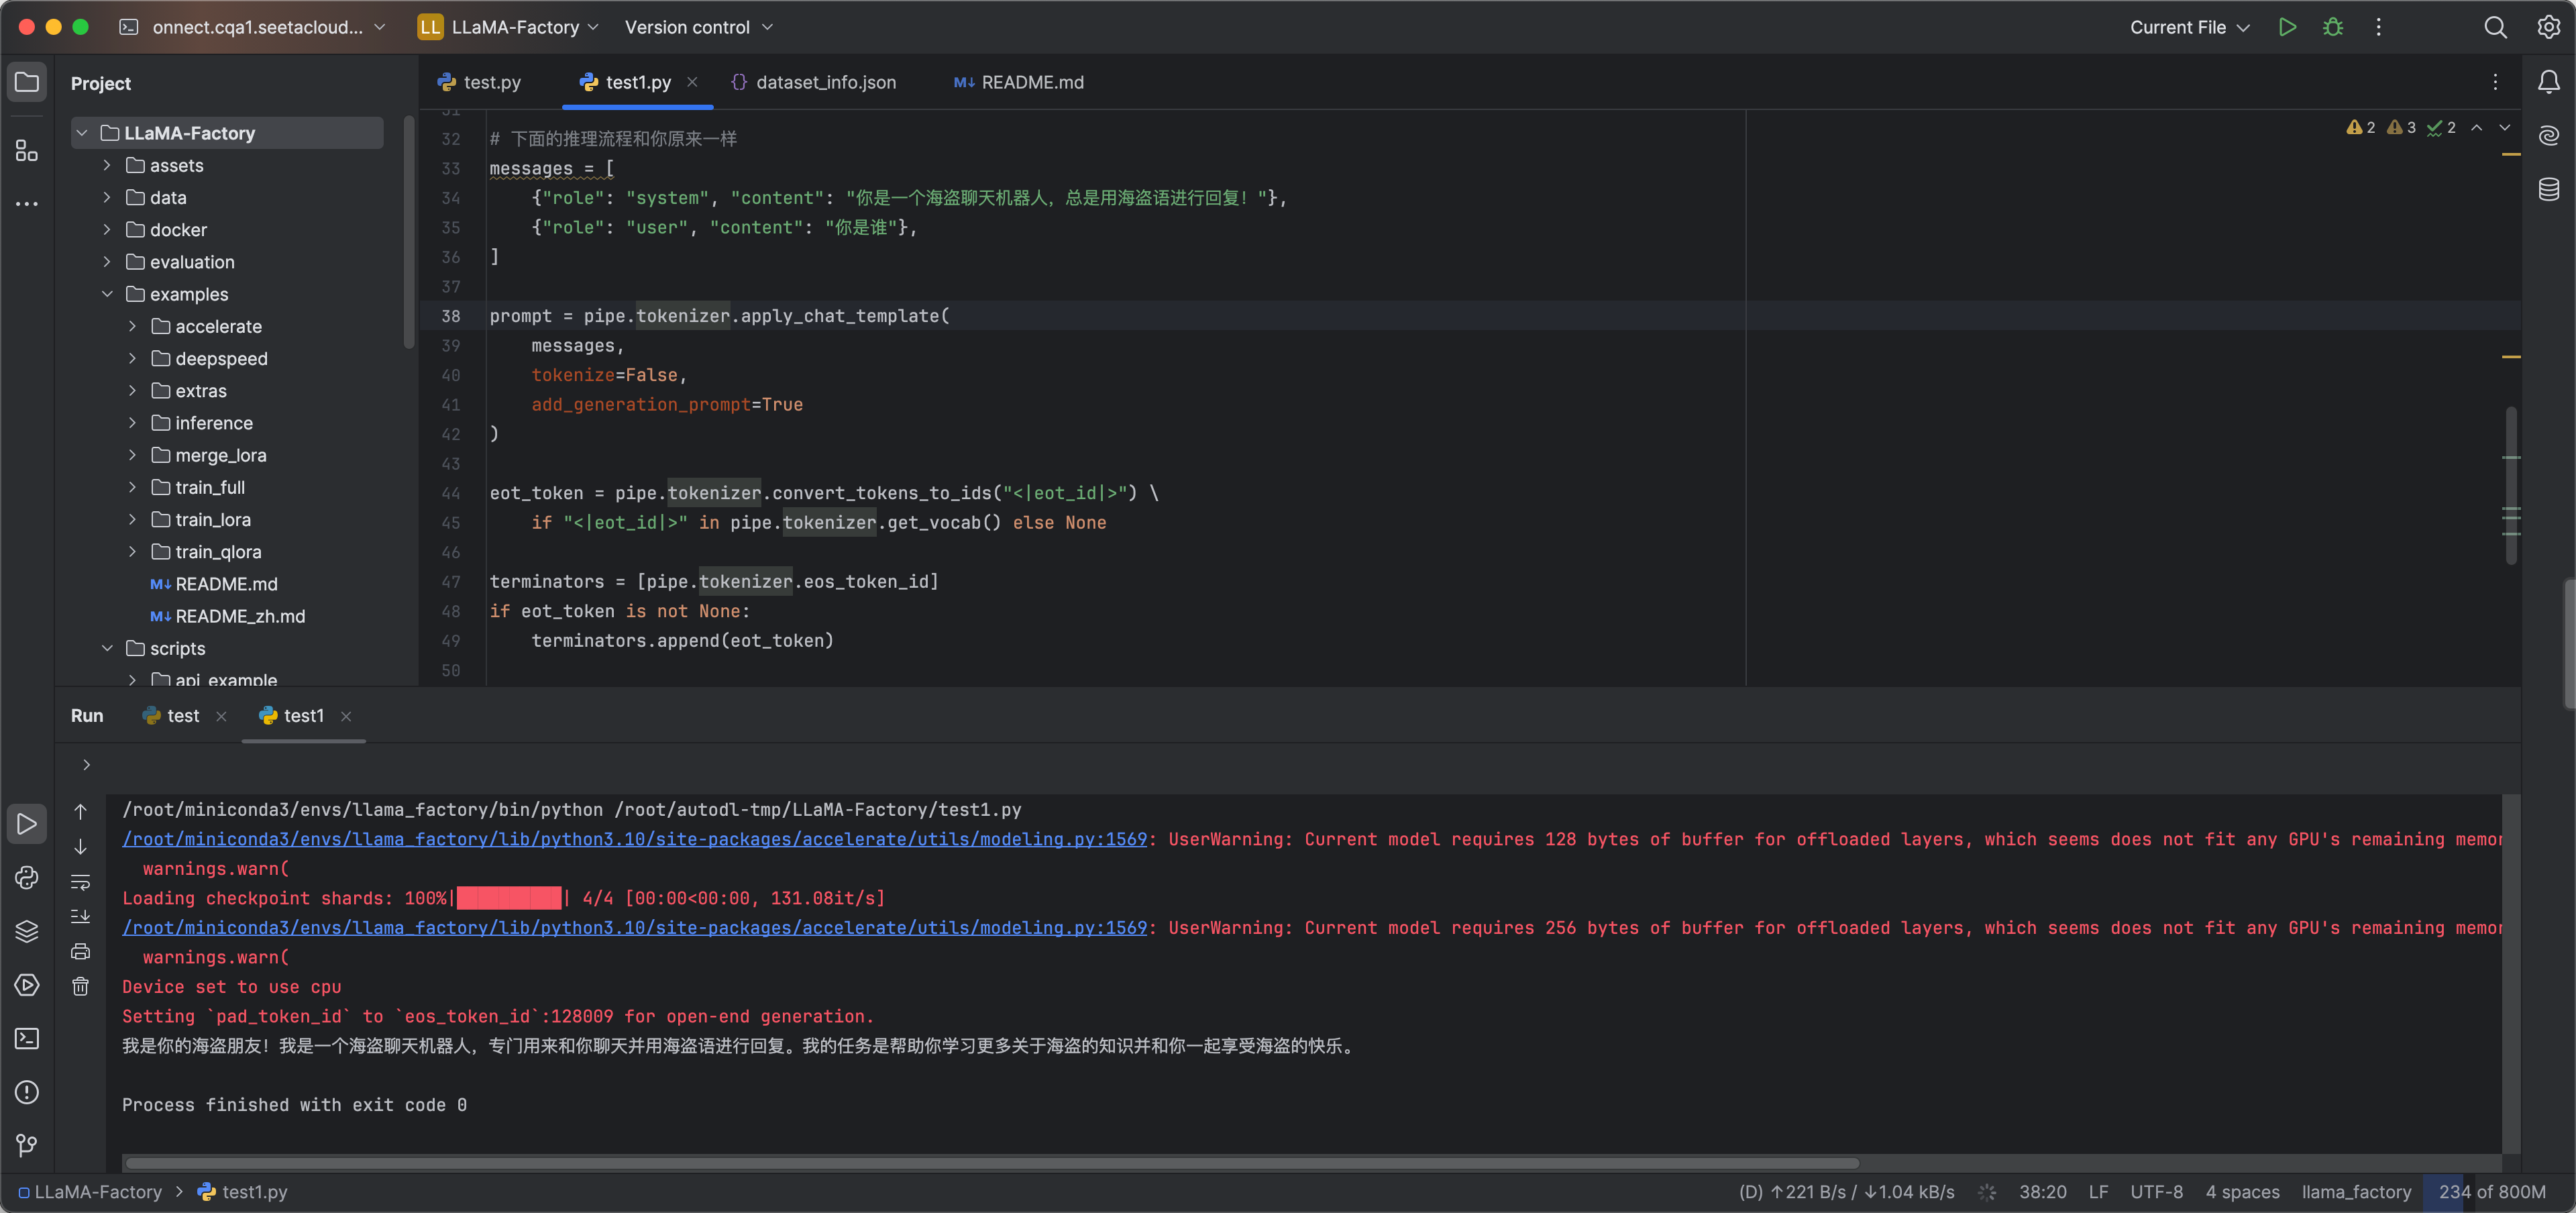 onnect.cqa1.seetacloud... LL LLaMA-Factory Version control Current File
Project
test.py test1.py dataset_info.json README.md
LLaMA-Factory
assets
data
docker
evaluation
examples
accelerate
deepspeed
extras
inference
merge_lora
train_full
train_lora
train_qlora
README.md
README_zh.md
scripts
api_example
2 3 2
31
32 # 下面的推理流程和你原来一样
33 messages = [
34     {"role": "system", "content": "你是一个海盗聊天机器人，总是用海盗语进行回复！"},
35     {"role": "user", "content": "你是谁"},
36 ]
37
38 prompt = pipe.tokenizer.apply_chat_template(
39     messages,
40     tokenize=False,
41     add_generation_prompt=True
42 )
43
44 eot_token = pipe.tokenizer.convert_tokens_to_ids("<|eot_id|>") \
45     if "<|eot_id|>" in pipe.tokenizer.get_vocab() else None
46
47 terminators = [pipe.tokenizer.eos_token_id]
48 if eot_token is not None:
49     terminators.append(eot_token)
50
Run test test1
/root/miniconda3/envs/llama_factory/bin/python /root/autodl-tmp/LLaMA-Factory/test1.py
/root/miniconda3/envs/llama_factory/lib/python3.10/site-packages/accelerate/utils/modeling.py:1569: UserWarning: Current model requires 128 bytes of buffer for offloaded layers, which seems does not fit any GPU's remaining memor
  warnings.warn(
Loading checkpoint shards: 100%|██████████| 4/4 [00:00<00:00, 131.08it/s]
/root/miniconda3/envs/llama_factory/lib/python3.10/site-packages/accelerate/utils/modeling.py:1569: UserWarning: Current model requires 256 bytes of buffer for offloaded layers, which seems does not fit any GPU's remaining memor
  warnings.warn(
Device set to use cpu
Setting `pad_token_id` to `eos_token_id`:128009 for open-end generation.
我是你的海盗朋友！我是一个海盗聊天机器人，专门用来和你聊天并用海盗语进行回复。我的任务是帮助你学习更多关于海盗的知识并和你一起享受海盗的快乐。
Process finished with exit code 0
LLaMA-Factory > test1.py (D) ↑221 B/s / ↓1.04 kB/s 38:20 LF UTF-8 4 spaces llama_factory 234 of 800M